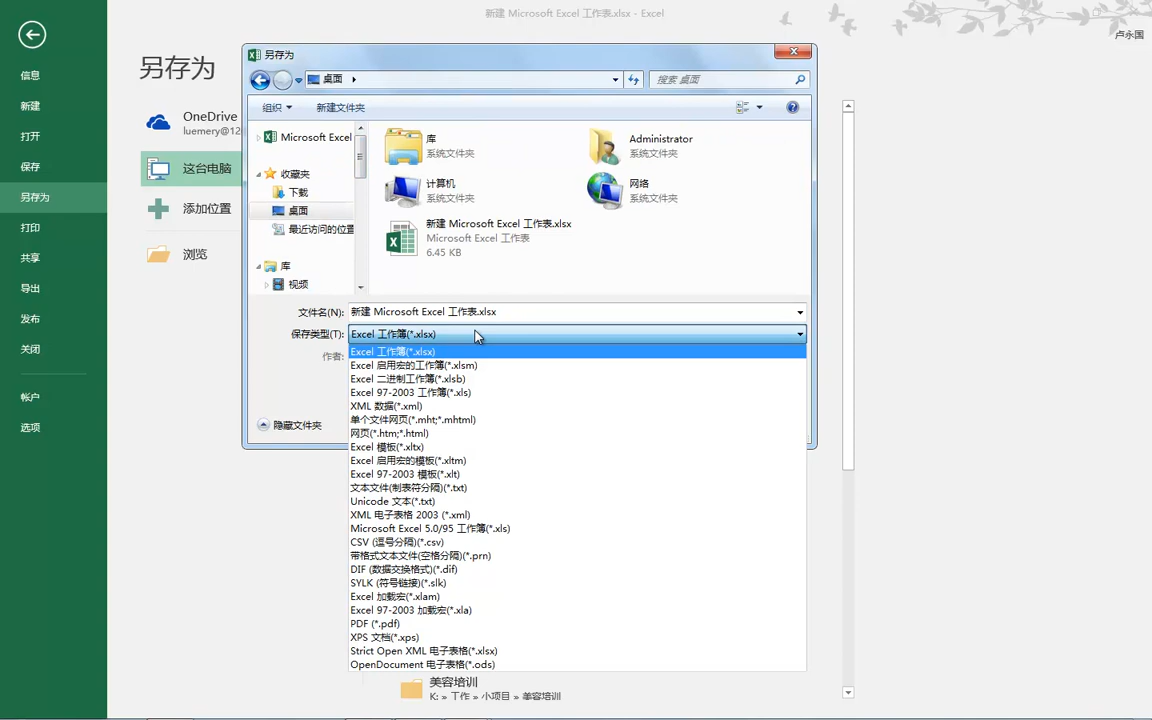 新建 Microsoft Excel 工作表.xlsx - Excel
卢永国
信息
新建
打开
保存
另存为
打印
共享
导出
发布
关闭
帐户
选项
另存为
OneDrive
luemery@12
这台电脑
添加位置
浏览
另存为
桌面
搜索 桌面
组织
新建文件夹
Microsoft Excel
收藏夹
下载
桌面
最近访问的位置
库
视频
库
系统文件夹
Administrator
系统文件夹
计算机
系统文件夹
网络
系统文件夹
新建 Microsoft Excel 工作表.xlsx
Microsoft Excel 工作表
6.45 KB
文件名(N):
新建 Microsoft Excel 工作表.xlsx
保存类型(T):
Excel 工作簿(*.xlsx)
作者:
隐藏文件夹
Excel 工作簿(*.xlsx)
Excel 启用宏的工作簿(*.xlsm)
Excel 二进制工作簿(*.xlsb)
Excel 97-2003 工作簿(*.xls)
XML 数据(*.xml)
单个文件网页(*.mht;*.mhtml)
网页(*.htm;*.html)
Excel 模板(*.xltx)
Excel 启用宏的模板(*.xltm)
Excel 97-2003 模板(*.xlt)
文本文件(制表符分隔)(*.txt)
Unicode 文本(*.txt)
XML 电子表格 2003 (*.xml)
Microsoft Excel 5.0/95 工作簿(*.xls)
CSV (逗号分隔)(*.csv)
带格式文本文件(空格分隔)(*.prn)
DIF (数据交换格式)(*.dif)
SYLK (符号链接)(*.slk)
Excel 加载宏(*.xlam)
Excel 97-2003 加载宏(*.xla)
PDF (*.pdf)
XPS 文档(*.xps)
Strict Open XML 电子表格(*.xlsx)
OpenDocument 电子表格(*.ods)
美容培训
K: » 工作 » 小项目 » 美容培训